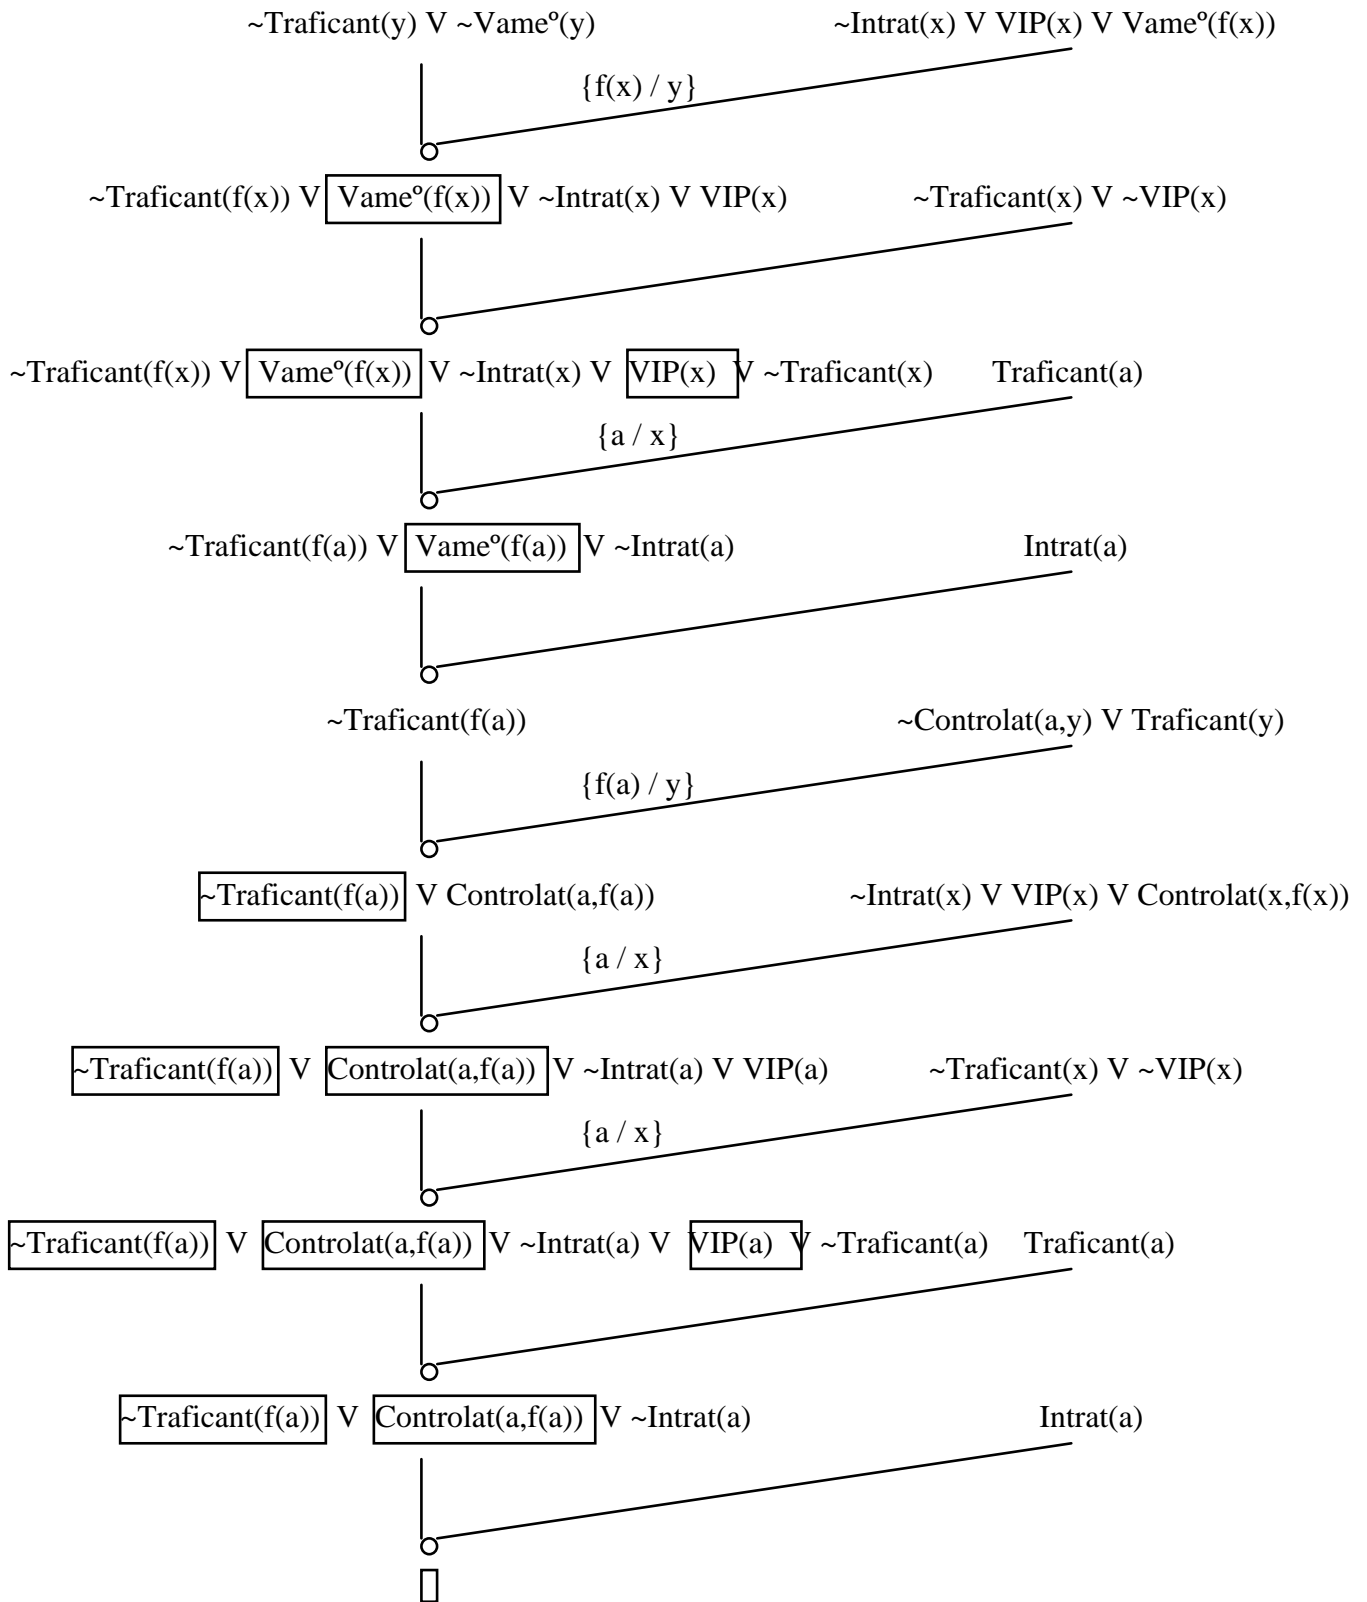 ~Traficant(y) V ~Vameº(y) ~Intrat(x) V VIP(x) V Vameº(f(x))
{f(x) / y}
~Traficant(f(x)) V Vameº(f(x)) V ~Intrat(x) V VIP(x) ~Traficant(x) V ~VIP(x)
~Traficant(f(x)) V Vameº(f(x)) V ~Intrat(x) V VIP(x) V ~Traficant(x) Traficant(a)
{a / x}
~Traficant(f(a)) V Vameº(f(a)) V ~Intrat(a) Intrat(a)
~Traficant(f(a)) ~Controlat(a,y) V Traficant(y)
{f(a) / y}
~Traficant(f(a)) V Controlat(a,f(a)) ~Intrat(x) V VIP(x) V Controlat(x,f(x))
{a / x}
~Traficant(f(a)) V Controlat(a,f(a)) V ~Intrat(a) V VIP(a) ~Traficant(x) V ~VIP(x)
{a / x}
~Traficant(f(a)) V Controlat(a,f(a)) V ~Intrat(a) V VIP(a) V ~Traficant(a) Traficant(a)
~Traficant(f(a)) V Controlat(a,f(a)) V ~Intrat(a) Intrat(a)